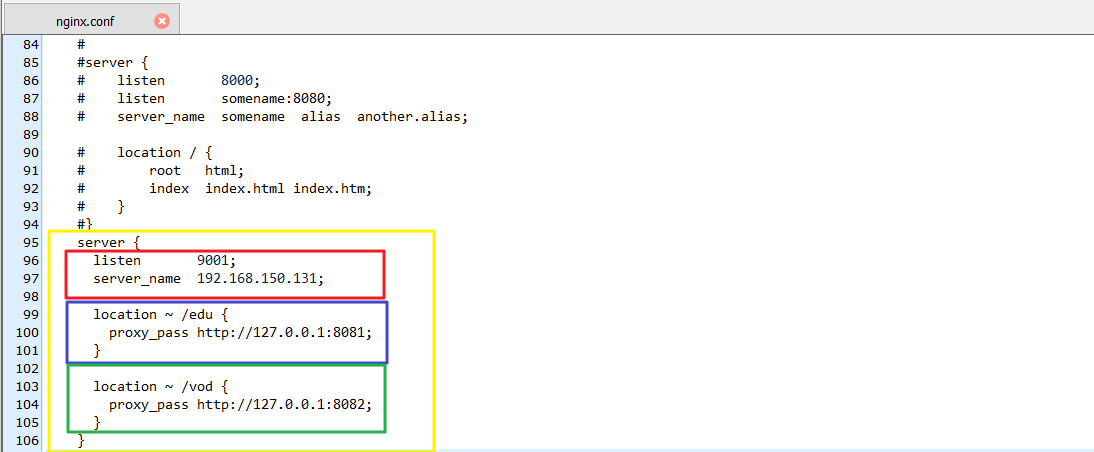 nginx.conf
84 #
85 #server {
86 #    listen       8000;
87 #    listen       somename:8080;
88 #    server_name  somename  alias  another.alias;
89
90 #    location / {
91 #        root   html;
92 #        index  index.html index.htm;
93 #    }
94 #}
95 server {
96   listen       9001;
97   server_name  192.168.150.131;
98
99   location ~ /edu {
100     proxy_pass http://127.0.0.1:8081;
101   }
102
103   location ~ /vod {
104     proxy_pass http://127.0.0.1:8082;
105   }
106 }